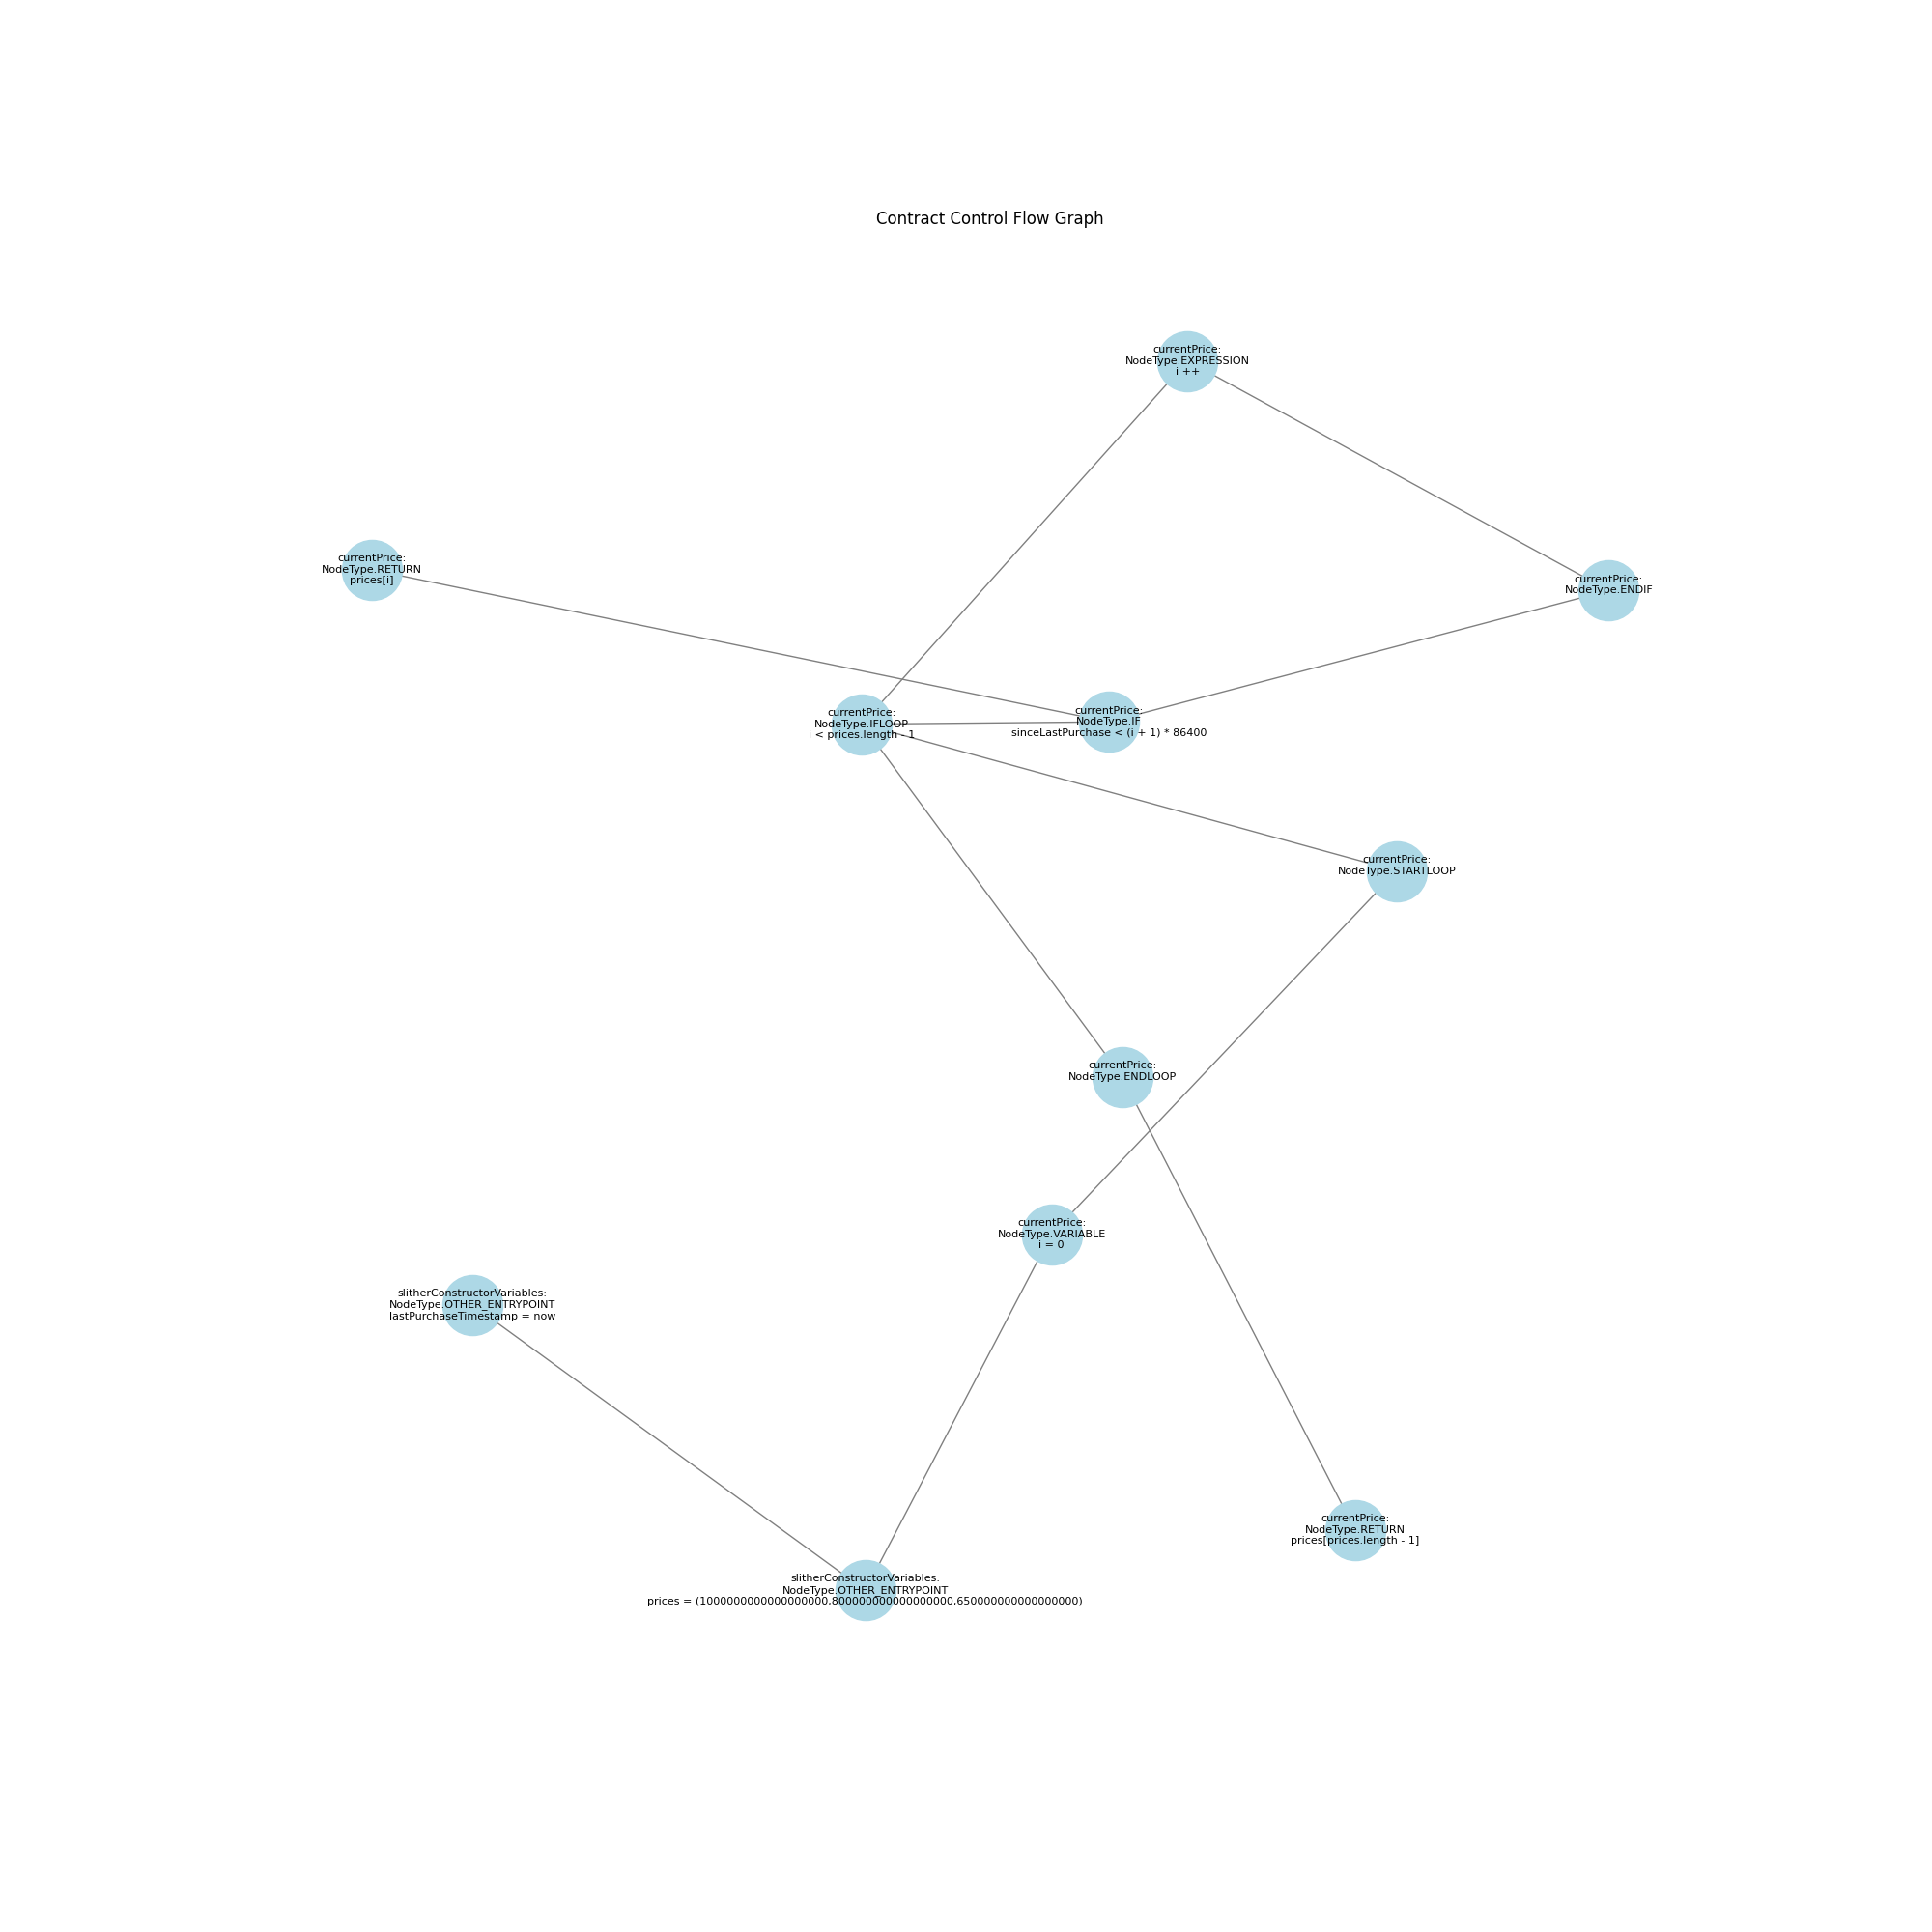 Contract Control Flow Graph
currentPrice:
NodeType.EXPRESSION
i ++
currentPrice:
NodeType.RETURN
prices[i]
currentPrice:
NodeType.ENDIF
currentPrice:
NodeType.IFLOOP
i < prices.length - 1
currentPrice:
NodeType.IF
sinceLastPurchase < (i + 1) * 86400
currentPrice:
NodeType.STARTLOOP
currentPrice:
NodeType.ENDLOOP
currentPrice:
NodeType.VARIABLE
i = 0
slitherConstructorVariables:
NodeType.OTHER_ENTRYPOINT
lastPurchaseTimestamp = now
currentPrice:
NodeType.RETURN
prices[prices.length - 1]
slitherConstructorVariables:
NodeType.OTHER_ENTRYPOINT
prices = (1000000000000000000,800000000000000000,650000000000000000)